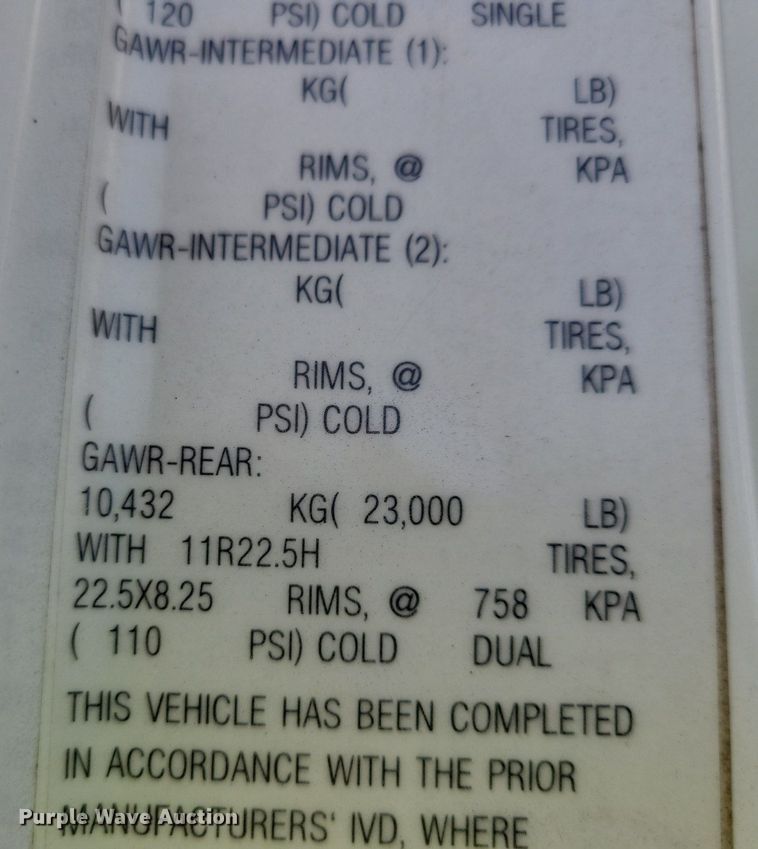 ( 120 PSI) COLD SINGLE
GAWR-INTERMEDIATE (1):
KG( LB)
WITH TIRES,
RIMS, @ KPA
( PSI) COLD
GAWR-INTERMEDIATE (2):
KG( LB)
WITH TIRES,
RIMS, @ KPA
( PSI) COLD
GAWR-REAR:
10,432 KG( 23,000 LB)
WITH 11R22.5H TIRES,
22.5X8.25 RIMS, @ 758 KPA
( 110 PSI) COLD DUAL
THIS VEHICLE HAS BEEN COMPLETED
IN ACCORDANCE WITH THE PRIOR
MANUFACTURERS' IVD, WHERE
Purple Wave Auction